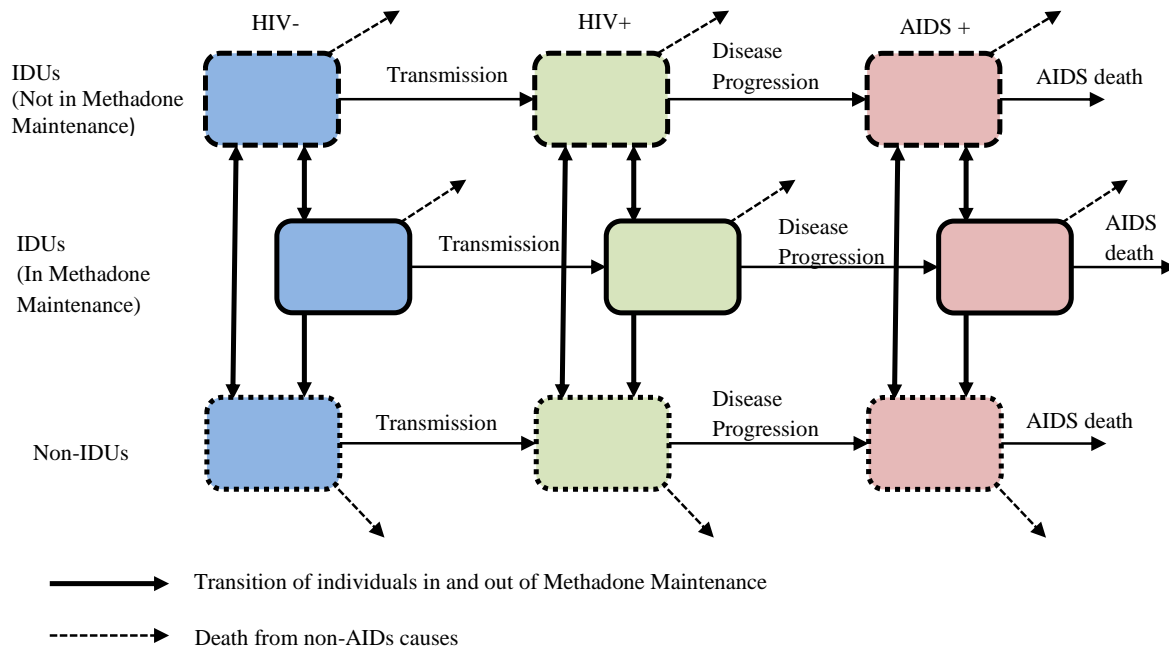 HIV-
HIV+
AIDS +
IDUs
(Not in Methadone
Maintenance)
Transmission
Disease
Progression
AIDS death
IDUs
(In Methadone
Maintenance)
Transmission
Disease
Progression
AIDS
death
Non-IDUs
Transmission
Disease
Progression
AIDS death
Transition of individuals in and out of Methadone Maintenance
Death from non-AIDs causes